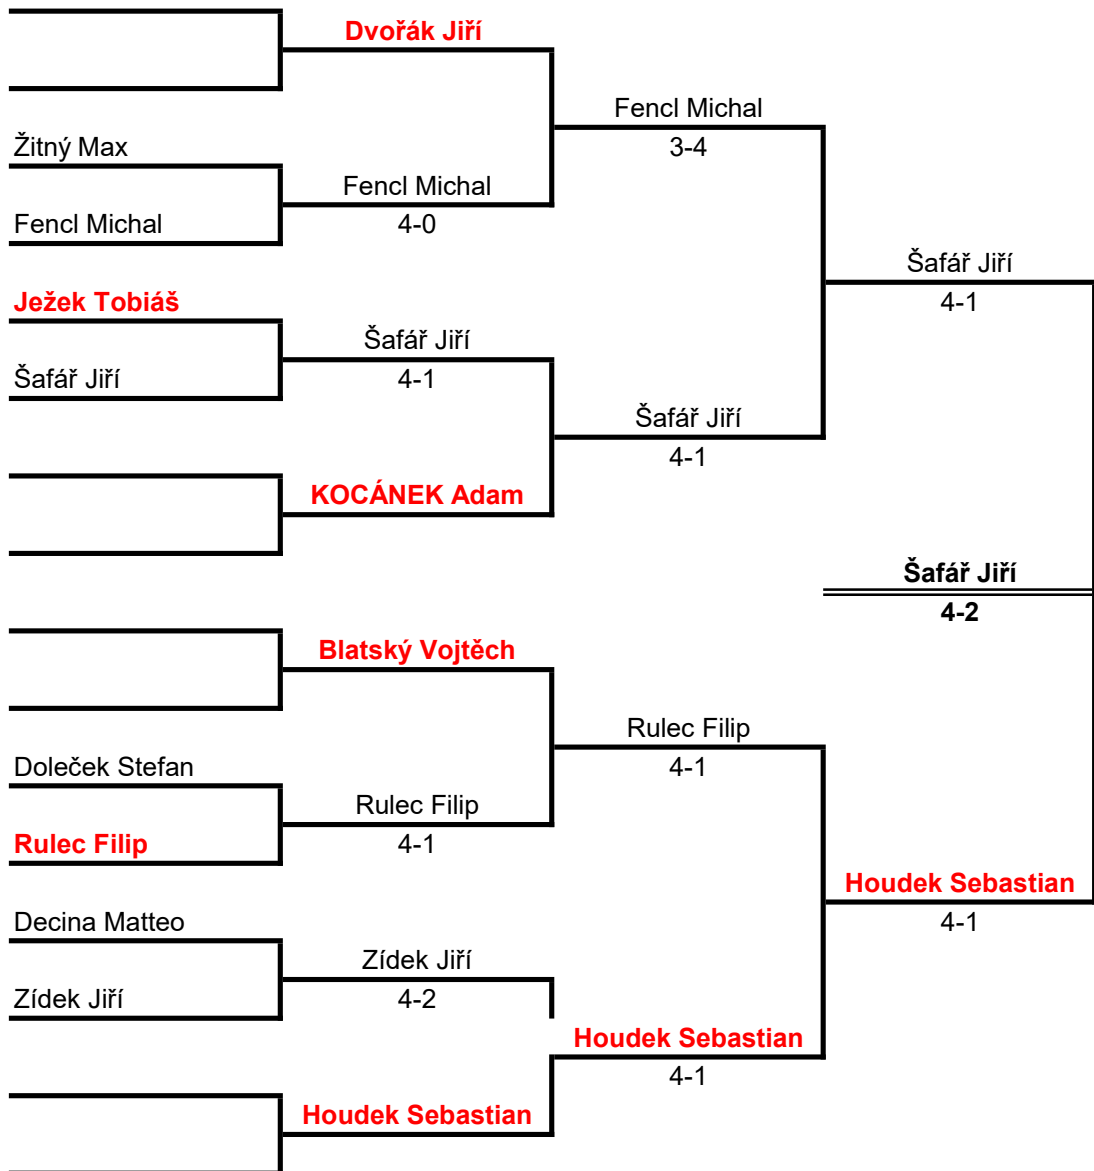 Dvořák Jiří
Fencl Michal
Žitný Max
3-4
Fencl Michal
Fencl Michal
4-0
Šafář Jiří
Ježek Tobiáš
4-1
Šafář Jiří
Šafář Jiří
4-1
Šafář Jiří
4-1
KOCÁNEK Adam
Šafář Jiří
4-2
Blatský Vojtěch
Rulec Filip
Doleček Stefan
4-1
Rulec Filip
Rulec Filip
4-1
Houdek Sebastian
Decina Matteo
4-1
Zídek Jiří
Zídek Jiří
4-2
Houdek Sebastian
4-1
Houdek Sebastian